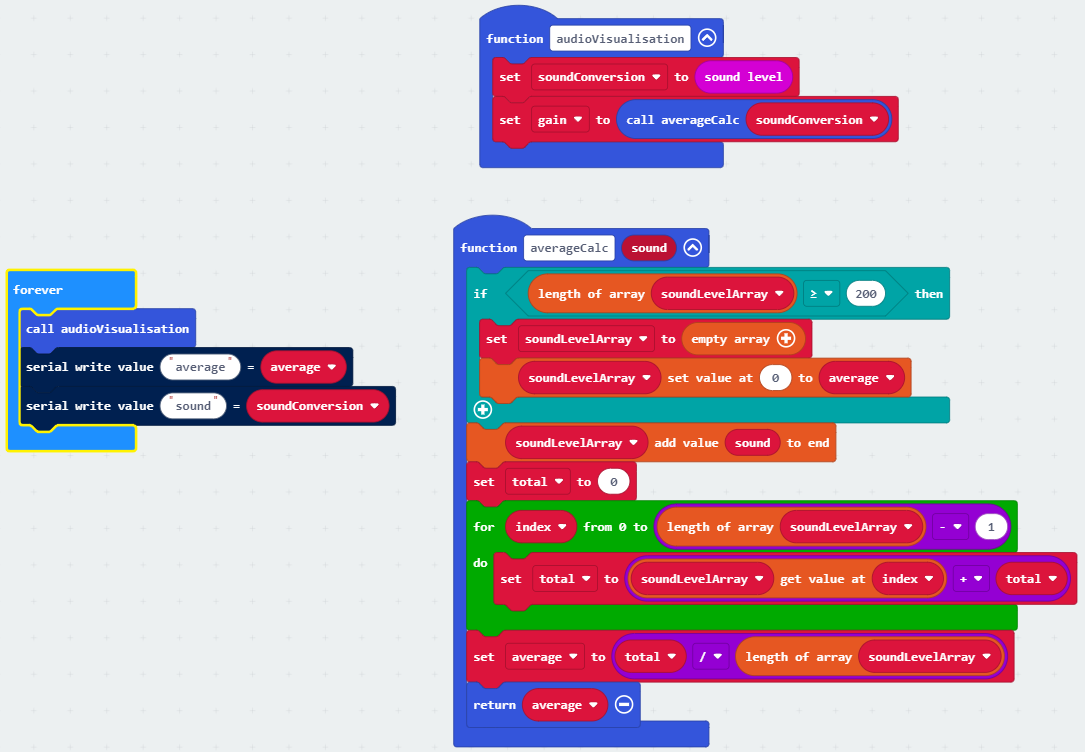 function audioVisualisation
set soundConversion to sound level
set gain to call averageCalc soundConversion
function averageCalc sound
if length of array soundLevelArray ≥ 200 then
set soundLevelArray to empty array
soundLevelArray set value at 0 to average
soundLevelArray add value sound to end
set total to 0
for index from 0 to length of array soundLevelArray - 1
do
set total to soundLevelArray get value at index + total
set average to total / length of array soundLevelArray
return average
forever
call audioVisualisation
serial write value "average" = average
serial write value "sound" = soundConversion